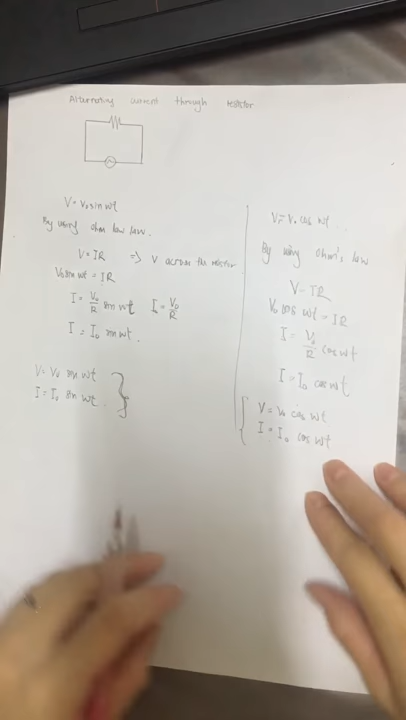 Alternating current through resistor
V = V₀ sin wt
By using ohm law law.
V = IR => V across the resistor
V₀ sin wt = IR
I = V₀/R sin wt I₀ = V₀/R
I = I₀ sin wt.
V = V₀ sin wt
I = I₀ sin wt
V = V₀ cos wt
By using ohm's law
V = IR
V₀ cos wt = IR
I = V₀/R cos wt
I = I₀ cos wt
V = V₀ cos wt
I = I₀ cos wt